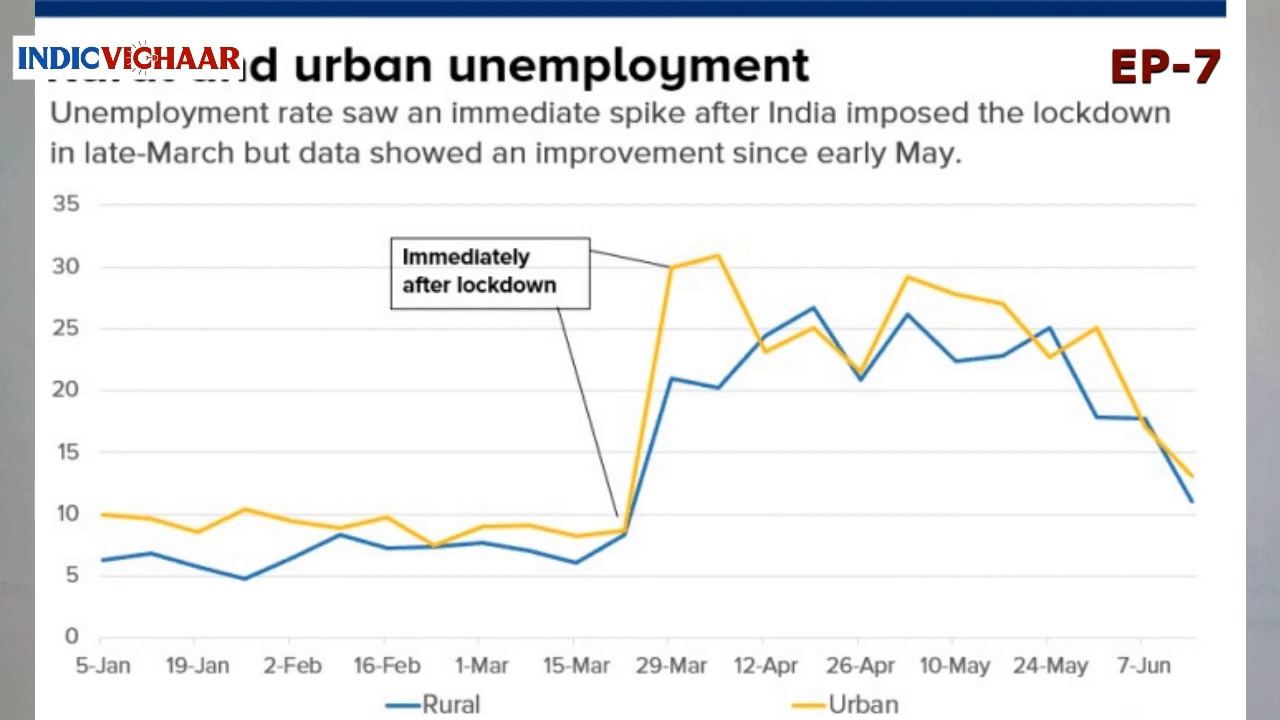 INDICVICHAAR
EP-7
and urban unemployment
Unemployment rate saw an immediate spike after India imposed the lockdown
in late-March but data showed an improvement since early May.
35
30
25
20
15
10
5
0
Immediately
after lockdown
5-Jan 19-Jan 2-Feb 16-Feb 1-Mar 15-Mar 29-Mar 12-Apr 26-Apr 10-May 24-May 7-Jun
Rural Urban